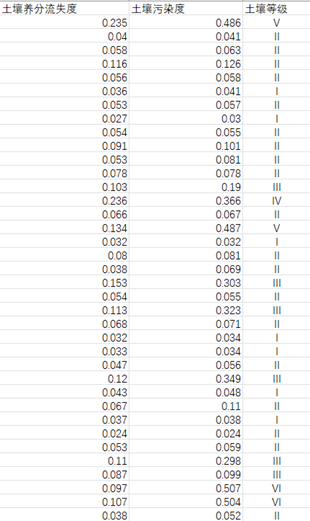 土壤养分流失度 土壤污染度 土壤等级
0.235 0.486 V
0.04 0.041 II
0.058 0.063 II
0.116 0.126 II
0.056 0.058 II
0.036 0.041 I
0.053 0.057 II
0.027 0.03 I
0.054 0.055 II
0.091 0.101 II
0.053 0.081 II
0.078 0.078 II
0.103 0.19 III
0.236 0.366 IV
0.066 0.067 II
0.134 0.487 V
0.032 0.032 I
0.08 0.081 II
0.038 0.069 II
0.153 0.303 III
0.054 0.055 II
0.113 0.323 III
0.068 0.071 II
0.032 0.034 I
0.033 0.034 I
0.047 0.056 II
0.12 0.349 III
0.043 0.048 I
0.067 0.11 II
0.037 0.038 I
0.024 0.024 II
0.053 0.059 II
0.11 0.298 III
0.087 0.099 III
0.097 0.507 VI
0.107 0.504 VI
0.038 0.052 II